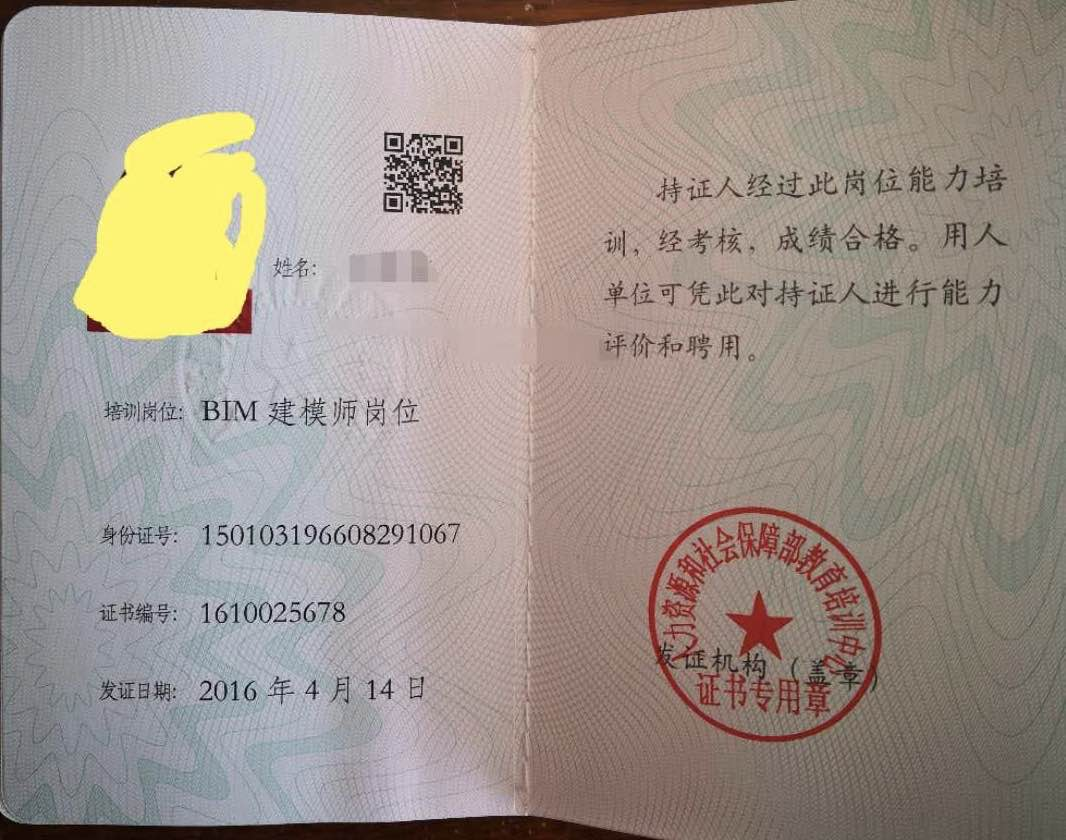 姓名:
培训岗位: BIM 建模师岗位
身份证号: 150103196608291067
证书编号: 1610025678
发证日期: 2016 年 4 月 14 日
持证人经过此岗位能力培
训，经考核，成绩合格。用人
单位可凭此对持证人进行能力
评价和聘用。
人力资源和社会保障部教育培训中心
发证机构（盖章）
证书专用章